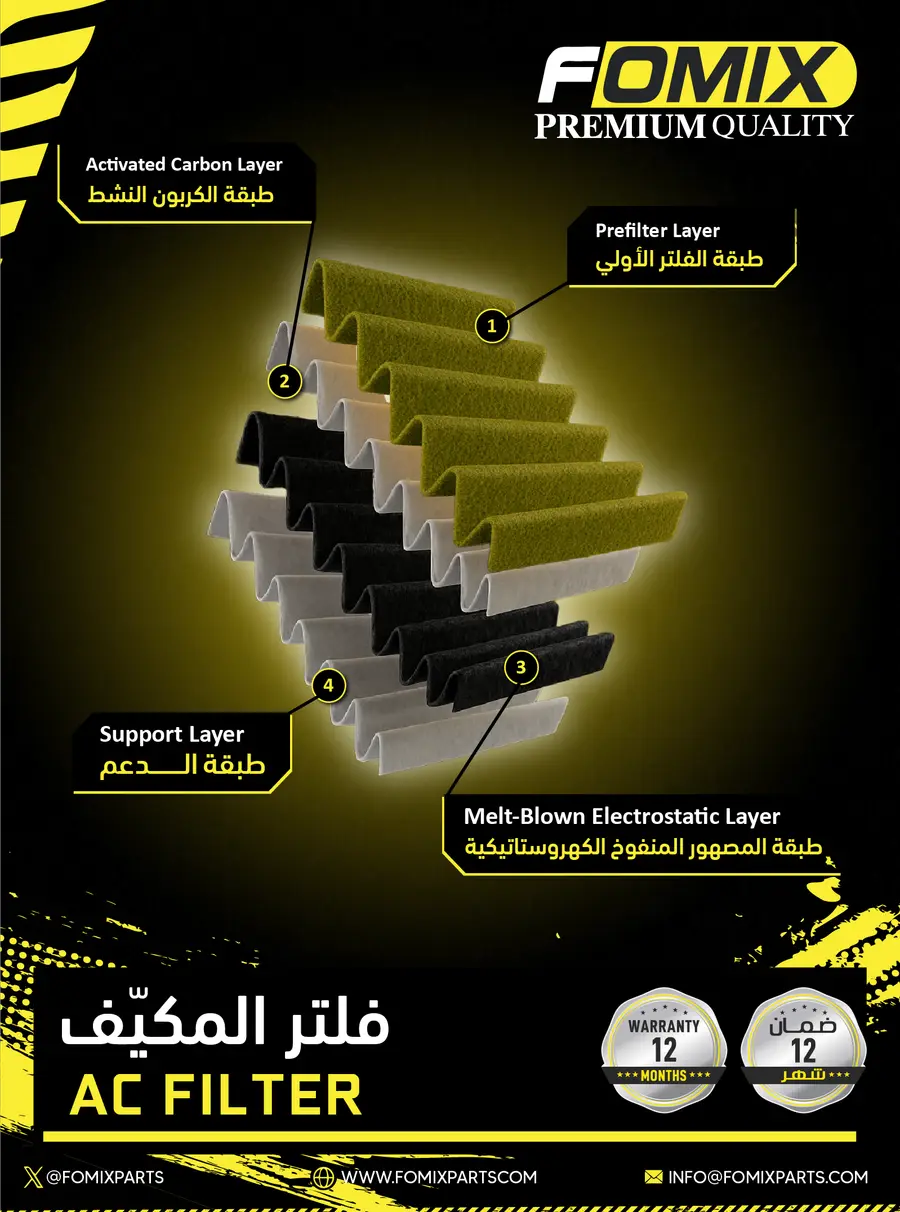 FOMIX
PREMIUM QUALITY
Activated Carbon Layer
طبقة الكربون النشط
Prefilter Layer
طبقة الفلتر الأولي
1
2
3
4
Support Layer
طبقة الـــدعم
Melt-Blown Electrostatic Layer
طبقة المصهور المنفوخ الكهروستاتيكية
فلتر المكيّف
AC FILTER
WARRANTY
12
MONTHS
ضمان
12
شهر
@FOMIXPARTS
WWW.FOMIXPARTSCOM
INFO@FOMIXPARTS.COM